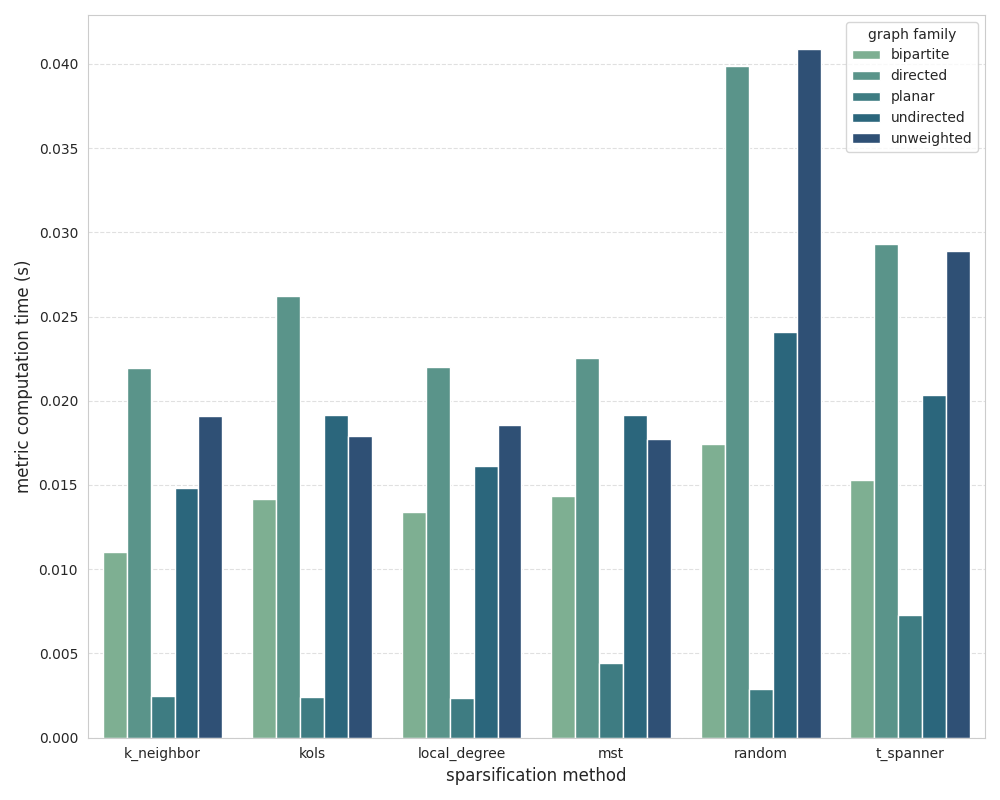 graph family
bipartite
directed
planar
undirected
unweighted
metric computation time (s)
0.040
0.035
0.030
0.025
0.020
0.015
0.010
0.005
0.000
k_neighbor kols local_degree mst random t_spanner
sparsification method